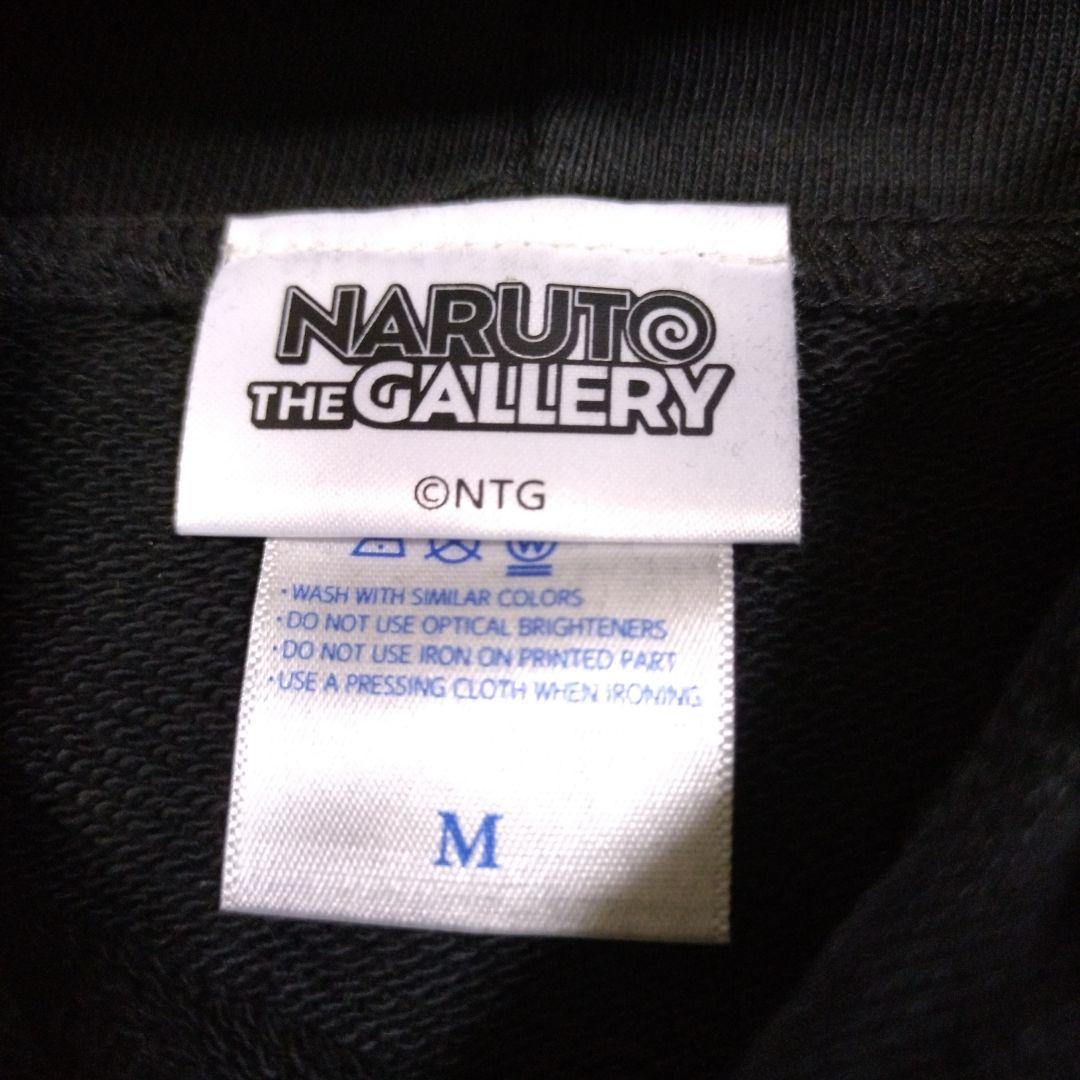 NARUTO
THE GALLERY
©NTG
W
・WASH WITH SIMILAR COLORS
・DO NOT USE OPTICAL BRIGHTENERS
・DO NOT USE IRON ON PRINTED PART
・USE A PRESSING CLOTH WHEN IRONING
M